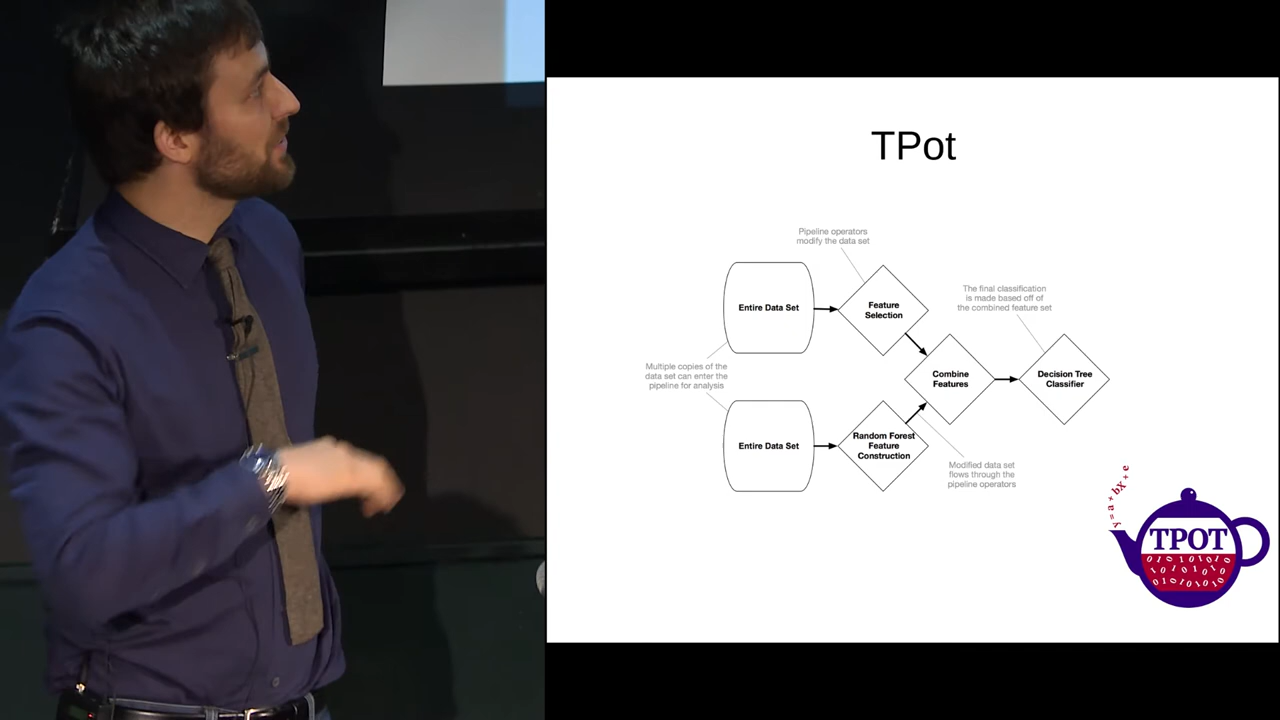 TPot
Pipeline operators
modify the data set
Entire Data Set
Feature
Selection
The final classification
is made based off of
the combined feature set
Multiple copies of the
data set can enter the
pipeline for analysis
Combine
Features
Decision Tree
Classifier
Entire Data Set
Random Forest
Feature
Construction
Modified data set
flows through the
pipeline operators
y = a + bx + e
TPOT
01010101010
1010101010
010101010